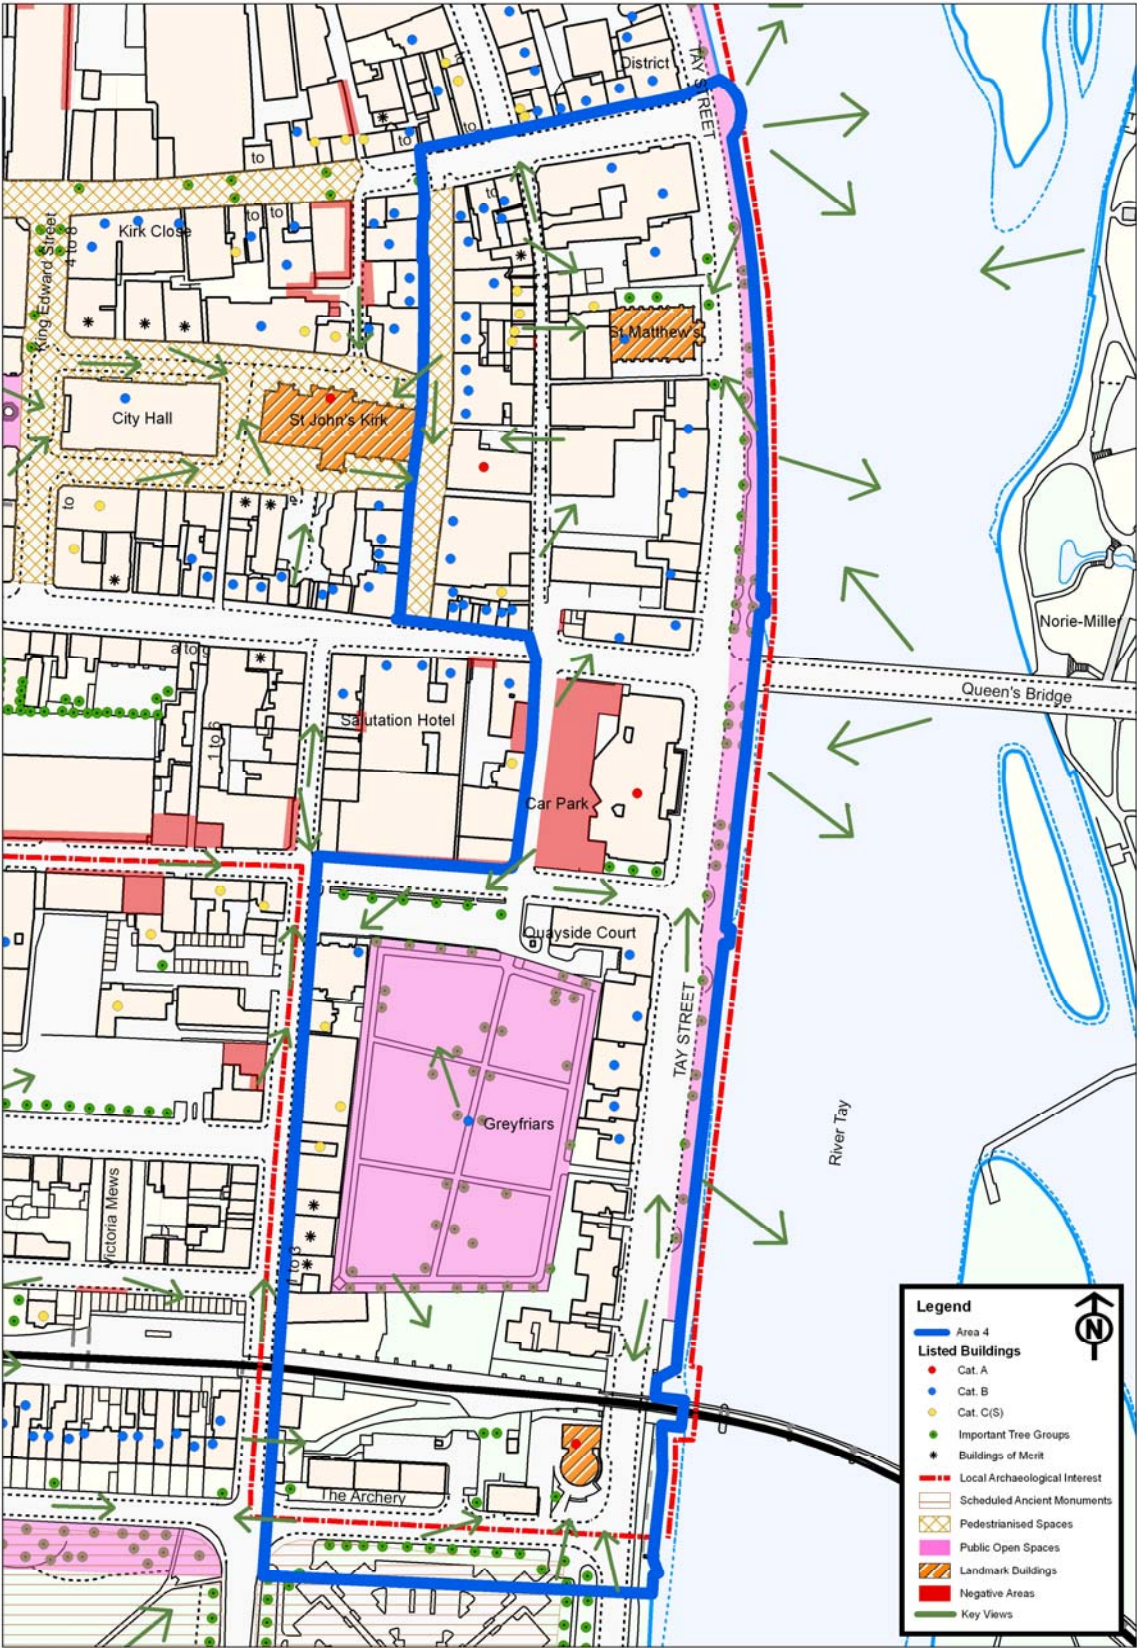 District
TAY STREET
to
to
to
to
to
to
Kirk Close
4 to 8
King Edward Street
St Matthew's
City Hall
St John's Kirk
to
Norie-Miller
a to g
Queen's Bridge
Salutation Hotel
1 to 6
Car Park
Quayside Court
TAY STREET
Greyfriars
River Tay
Victoria Mews
1 to 3
The Archery
Legend
N
Area 4
Listed Buildings
Cat. A
Cat. B
Cat. C(S)
Important Tree Groups
Buildings of Merit
Local Archaeological Interest
Scheduled Ancient Monuments
Pedestrianised Spaces
Public Open Spaces
Landmark Buildings
Negative Areas
Key Views